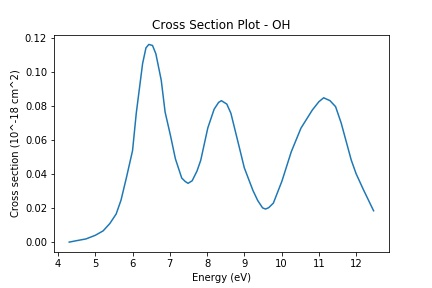 Cross Section Plot - OH
0.12
0.10
0.08
0.06
0.04
0.02
0.00
Cross section (10^-18 cm^2)
4 5 6 7 8 9 10 11 12
Energy (eV)